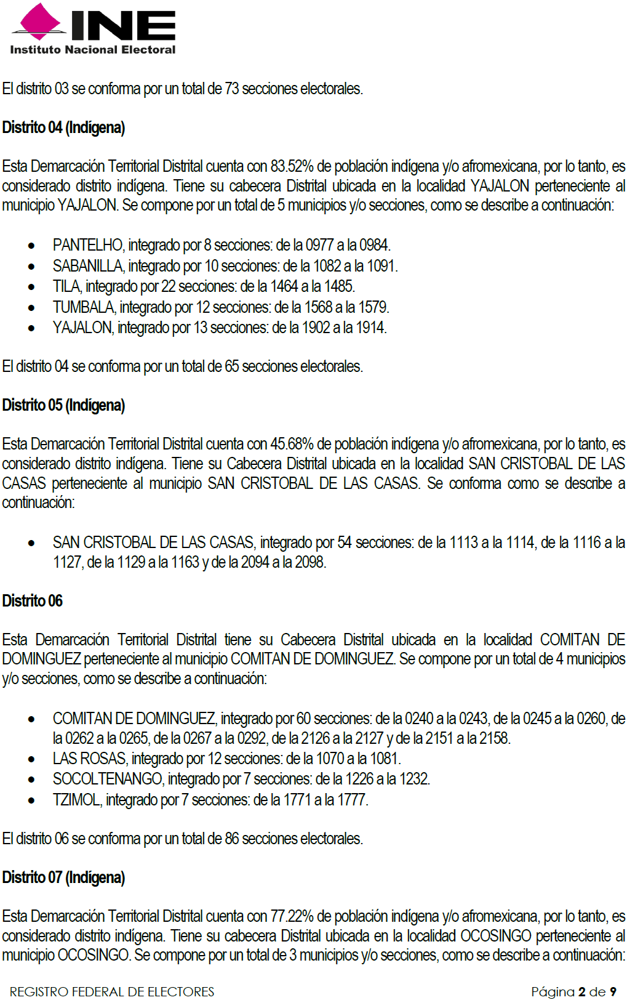 INE
Instituto Nacional Electoral
El distrito 03 se conforma por un total de 73 secciones electorales.
Distrito 04 (Indígena)
Esta Demarcación Territorial Distrital cuenta con 83.52% de población indígena y/o afromexicana, por lo tanto, es
considerado distrito indígena. Tiene su cabecera Distrital ubicada en la localidad YAJALON perteneciente al
municipio YAJALON. Se compone por un total de 5 municipios y/o secciones, como se describe a continuación:
• PANTELHO, integrado por 8 secciones: de la 0977 a la 0984.
• SABANILLA, integrado por 10 secciones: de la 1082 a la 1091.
• TILA, integrado por 22 secciones: de la 1464 a la 1485.
• TUMBALA, integrado por 12 secciones: de la 1568 a la 1579.
• YAJALON, integrado por 13 secciones: de la 1902 a la 1914.
El distrito 04 se conforma por un total de 65 secciones electorales.
Distrito 05 (Indígena)
Esta Demarcación Territorial Distrital cuenta con 45.68% de población indígena y/o afromexicana, por lo tanto, es
considerado distrito indígena. Tiene su Cabecera Distrital ubicada en la localidad SAN CRISTOBAL DE LAS
CASAS perteneciente al municipio SAN CRISTOBAL DE LAS CASAS. Se conforma como se describe a
continuación:
• SAN CRISTOBAL DE LAS CASAS, integrado por 54 secciones: de la 1113 a la 1114, de la 1116 a la
1127, de la 1129 a la 1163 y de la 2094 a la 2098.
Distrito 06
Esta Demarcación Territorial Distrital tiene su Cabecera Distrital ubicada en la localidad COMITAN DE
DOMINGUEZ perteneciente al municipio COMITAN DE DOMINGUEZ. Se compone por un total de 4 municipios
y/o secciones, como se describe a continuación:
• COMITAN DE DOMINGUEZ, integrado por 60 secciones: de la 0240 a la 0243, de la 0245 a la 0260, de
la 0262 a la 0265, de la 0267 a la 0292, de la 2126 a la 2127 y de la 2151 a la 2158.
• LAS ROSAS, integrado por 12 secciones: de la 1070 a la 1081.
• SOCOLTENANGO, integrado por 7 secciones: de la 1226 a la 1232.
• TZIMOL, integrado por 7 secciones: de la 1771 a la 1777.
El distrito 06 se conforma por un total de 86 secciones electorales.
Distrito 07 (Indígena)
Esta Demarcación Territorial Distrital cuenta con 77.22% de población indígena y/o afromexicana, por lo tanto, es
considerado distrito indígena. Tiene su cabecera Distrital ubicada en la localidad OCOSINGO perteneciente al
municipio OCOSINGO. Se compone por un total de 3 municipios y/o secciones, como se describe a continuación:
REGISTRO FEDERAL DE ELECTORES Página 2 de 9